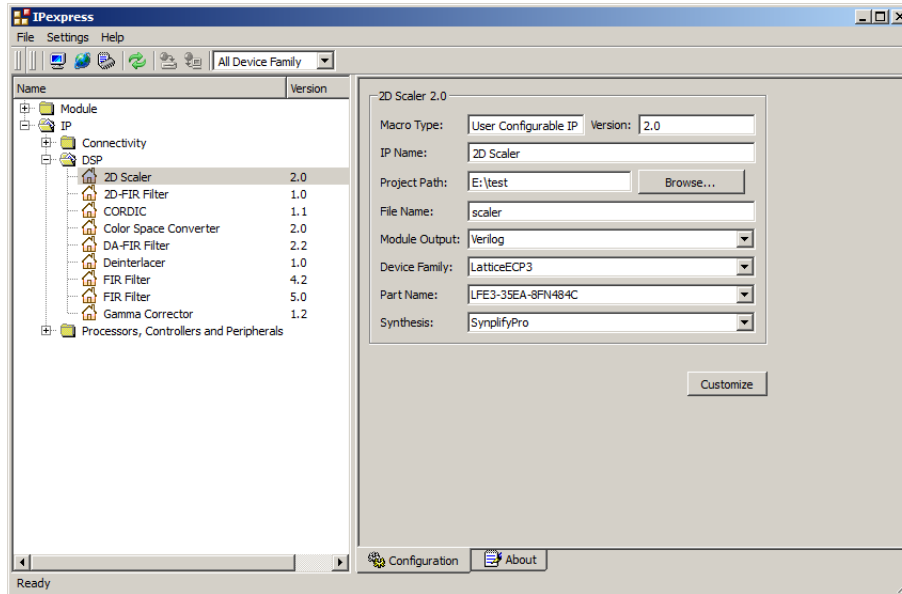 IPexpress
File Settings Help
All Device Family
Name Version
Module
IP
Connectivity
DSP
2D Scaler 2.0
2D-FIR Filter 1.0
CORDIC 1.1
Color Space Converter 2.0
DA-FIR Filter 2.2
Deinterlacer 1.0
FIR Filter 4.2
FIR Filter 5.0
Gamma Corrector 1.2
Processors, Controllers and Peripherals
2D Scaler 2.0
Macro Type: User Configurable IP Version: 2.0
IP Name: 2D Scaler
Project Path: E:\test Browse...
File Name: scaler
Module Output: Verilog
Device Family: LatticeECP3
Part Name: LFE3-35EA-8FN484C
Synthesis: SynplifyPro
Customize
Configuration About
Ready